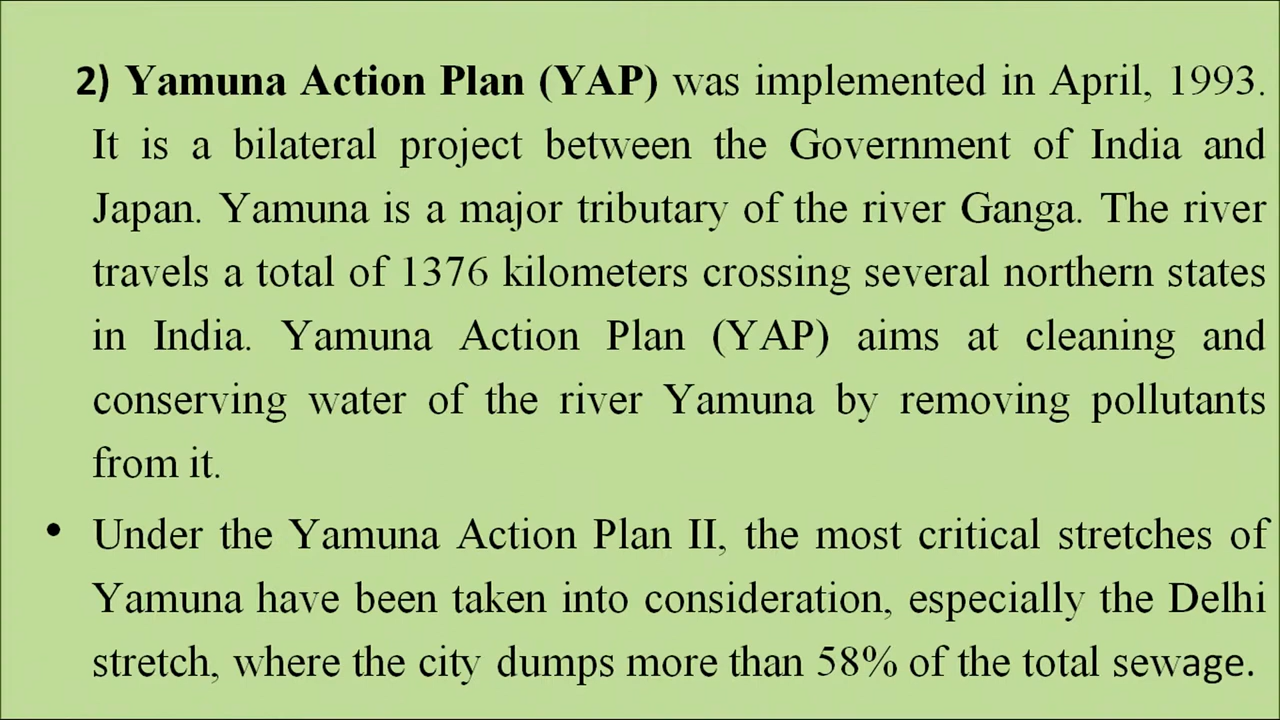 2) Yamuna Action Plan (YAP) was implemented in April, 1993.
It is a bilateral project between the Government of India and
Japan. Yamuna is a major tributary of the river Ganga. The river
travels a total of 1376 kilometers crossing several northern states
in India. Yamuna Action Plan (YAP) aims at cleaning and
conserving water of the river Yamuna by removing pollutants
from it.
• Under the Yamuna Action Plan II, the most critical stretches of
Yamuna have been taken into consideration, especially the Delhi
stretch, where the city dumps more than 58% of the total sewage.